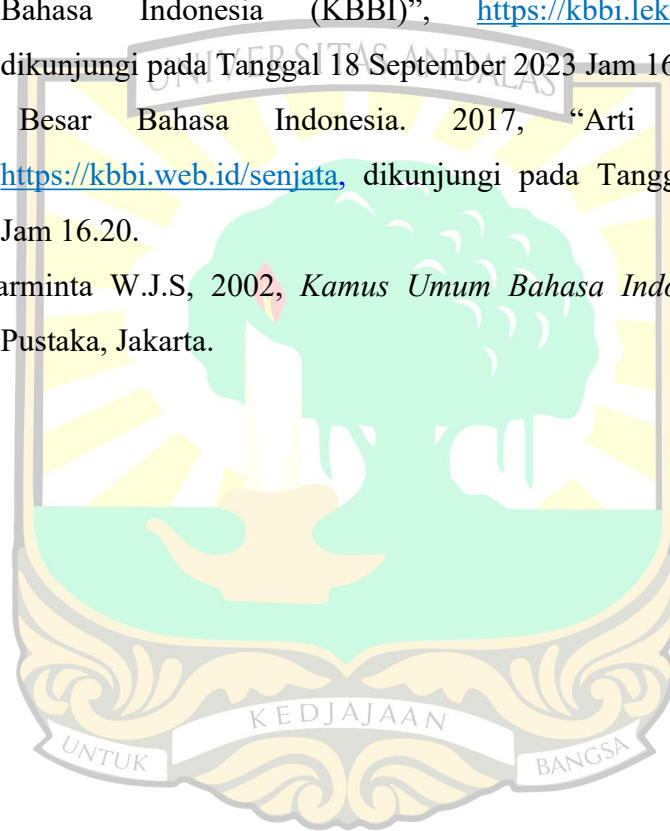 Bahasa Indonesia (KBBI)”, https://kbbi.lek
dikunjungi pada Tanggal 18 September 2023 Jam 16
UNIVERSITAS ANDALAS
Besar Bahasa Indonesia. 2017, “Arti
https://kbbi.web.id/senjata, dikunjungi pada Tangg
Jam 16.20.
arminta W.J.S, 2002, Kamus Umum Bahasa Indo
Pustaka, Jakarta.
KEDJAJAAN
UNTUK
BANGSA